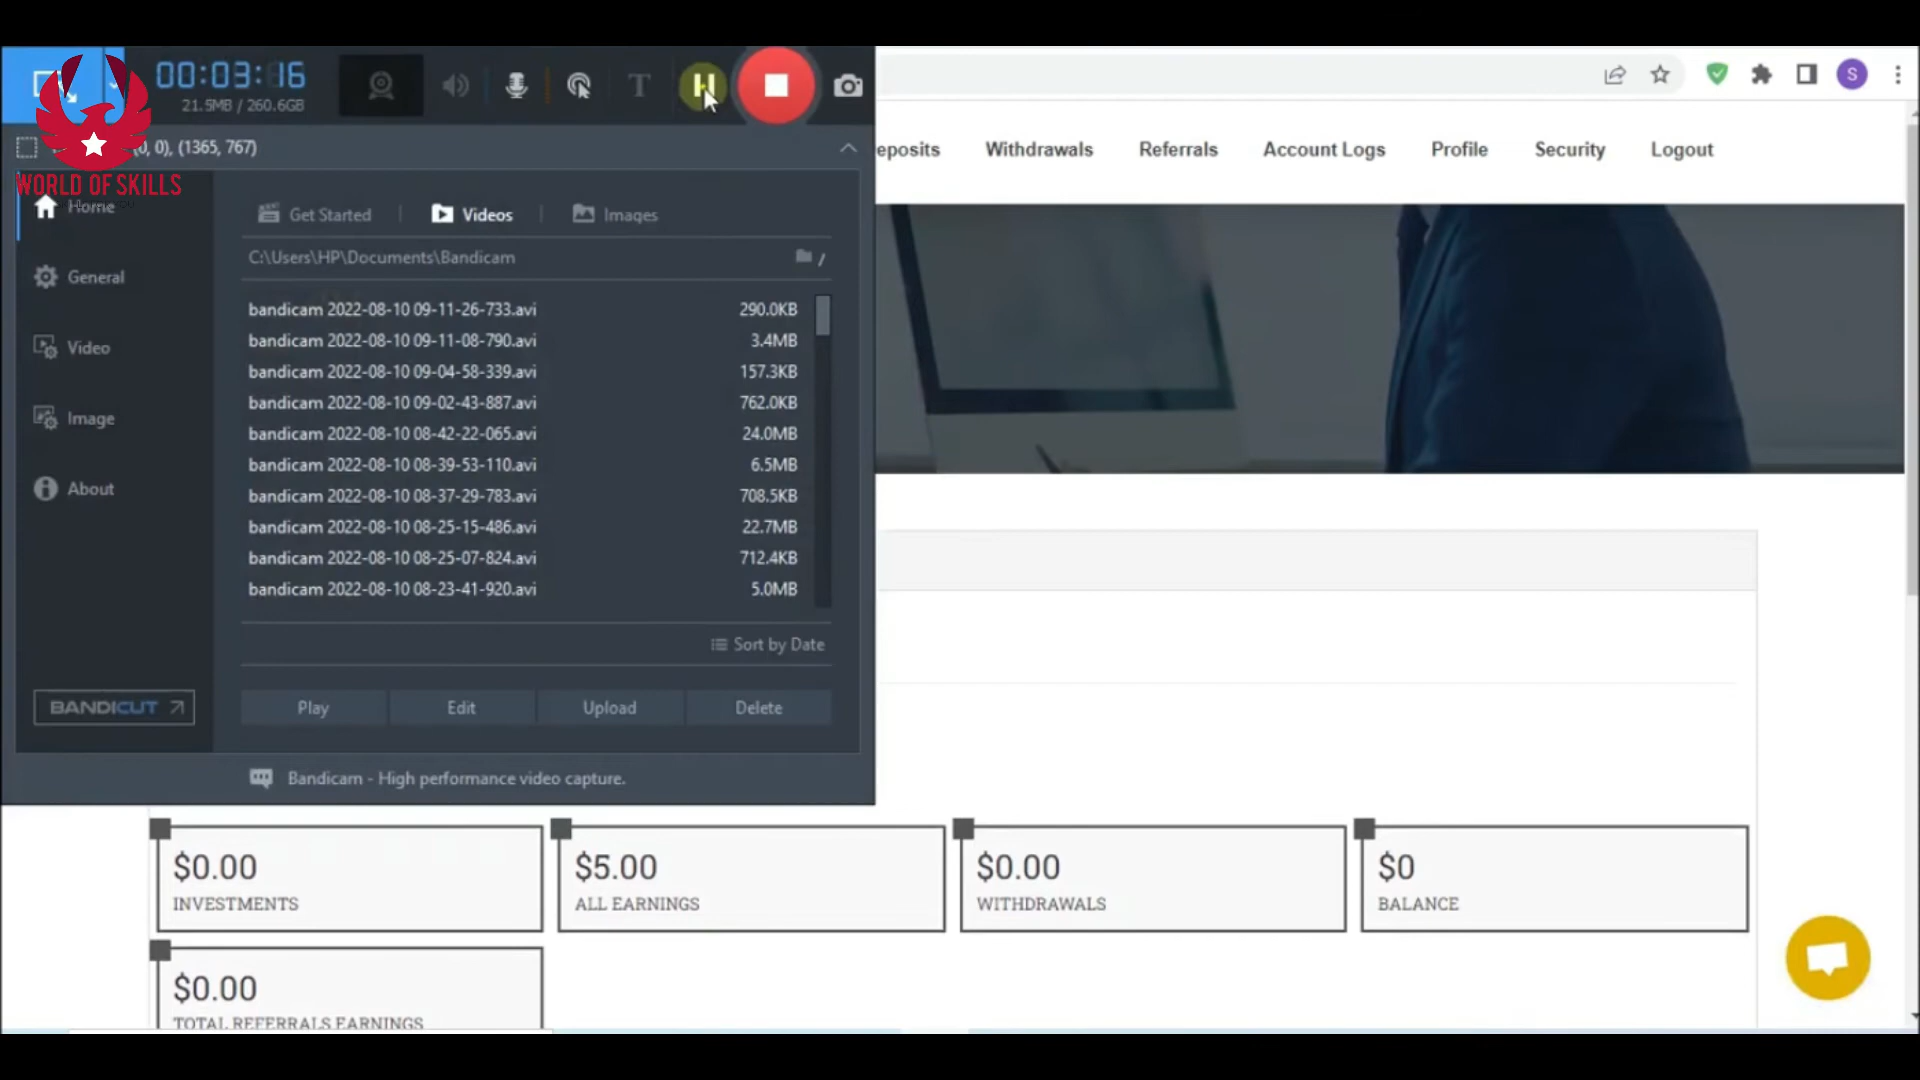 00:03:16
21.5MB / 260.6GB
T
S
(0, 0), (1365, 767)
eposits
Withdrawals
Referrals
Account Logs
Profile
Security
Logout
WORLD OF SKILLS
Home
General
Video
Image
About
BANDICUT
Get Started
Videos
Images
C:\Users\HP\Documents\Bandicam
bandicam 2022-08-10 09-11-26-733.avi 290.0KB
bandicam 2022-08-10 09-11-08-790.avi 3.4MB
bandicam 2022-08-10 09-04-58-339.avi 157.3KB
bandicam 2022-08-10 09-02-43-887.avi 762.0KB
bandicam 2022-08-10 08-42-22-065.avi 24.0MB
bandicam 2022-08-10 08-39-53-110.avi 6.5MB
bandicam 2022-08-10 08-37-29-783.avi 708.5KB
bandicam 2022-08-10 08-25-15-486.avi 22.7MB
bandicam 2022-08-10 08-25-07-824.avi 712.4KB
bandicam 2022-08-10 08-23-41-920.avi 5.0MB
Sort by Date
Play
Edit
Upload
Delete
Bandicam - High performance video capture.
$0.00
INVESTMENTS
$5.00
ALL EARNINGS
$0.00
WITHDRAWALS
$0
BALANCE
$0.00
TOTAL REFERRALS EARNINGS